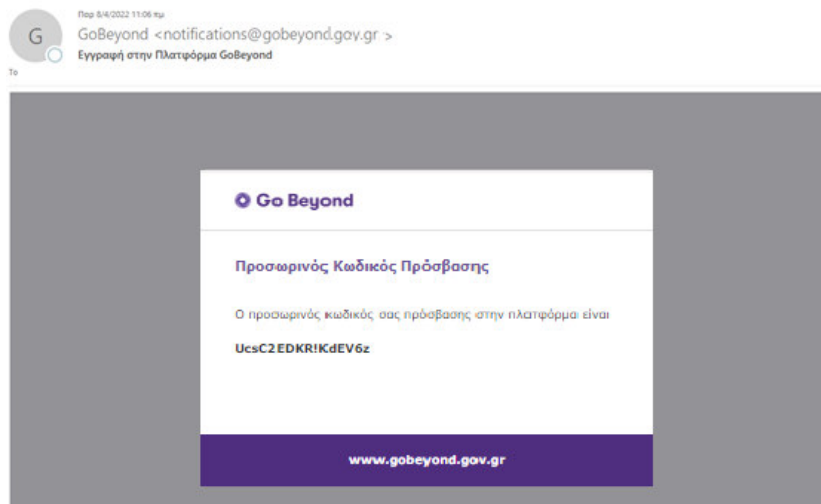 Παρ 8/4/2022 11:06 πμ
G
GoBeyond <notifications@gobeyond.gov.gr >
Εγγραφή στην Πλατφόρμα GoBeyond
To
Go Beyond
Προσωρινός Κωδικός Πρόσβασης
Ο προσωρινός κωδικός σας πρόσβασης στην πλατφόρμα είναι
UcsC2EDKR!KdEV6z
www.gobeyond.gov.gr